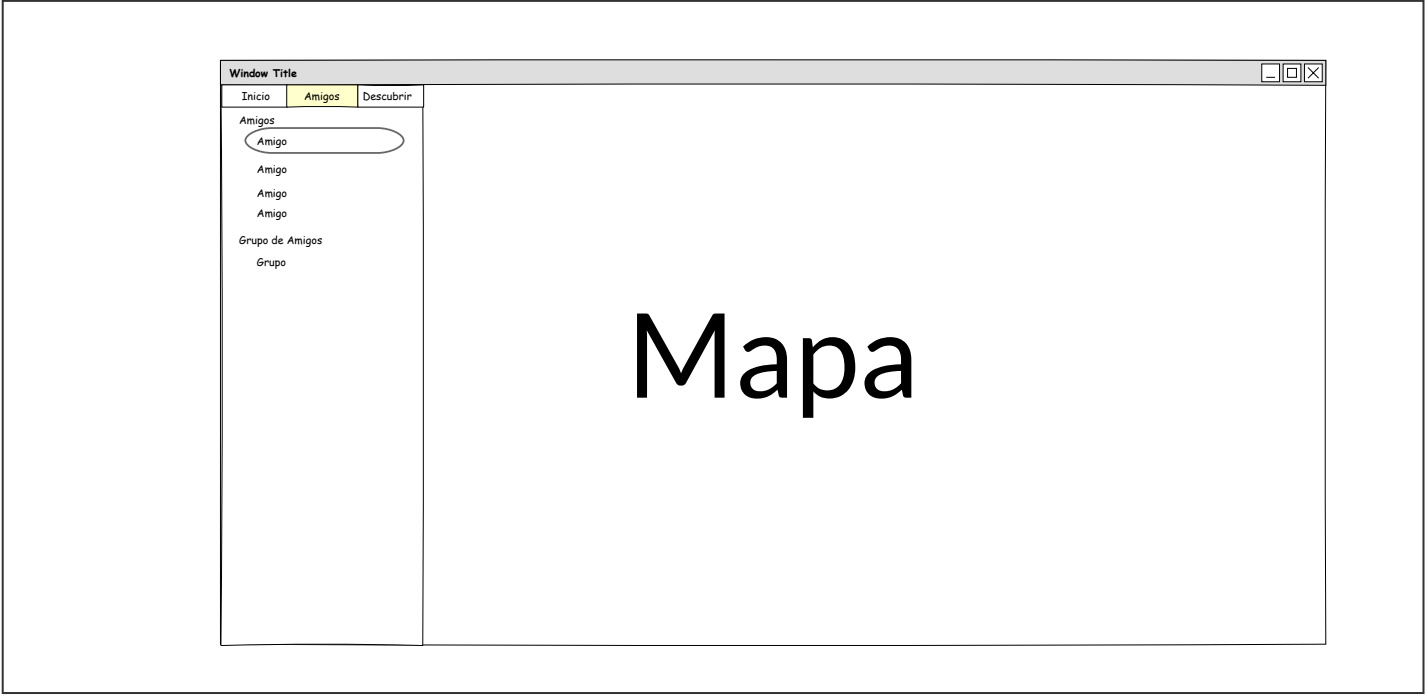 Window Title
Inicio Amigos Descubrir
Amigos
Amigo
Amigo
Amigo
Amigo
Grupo de Amigos
Grupo
Mapa